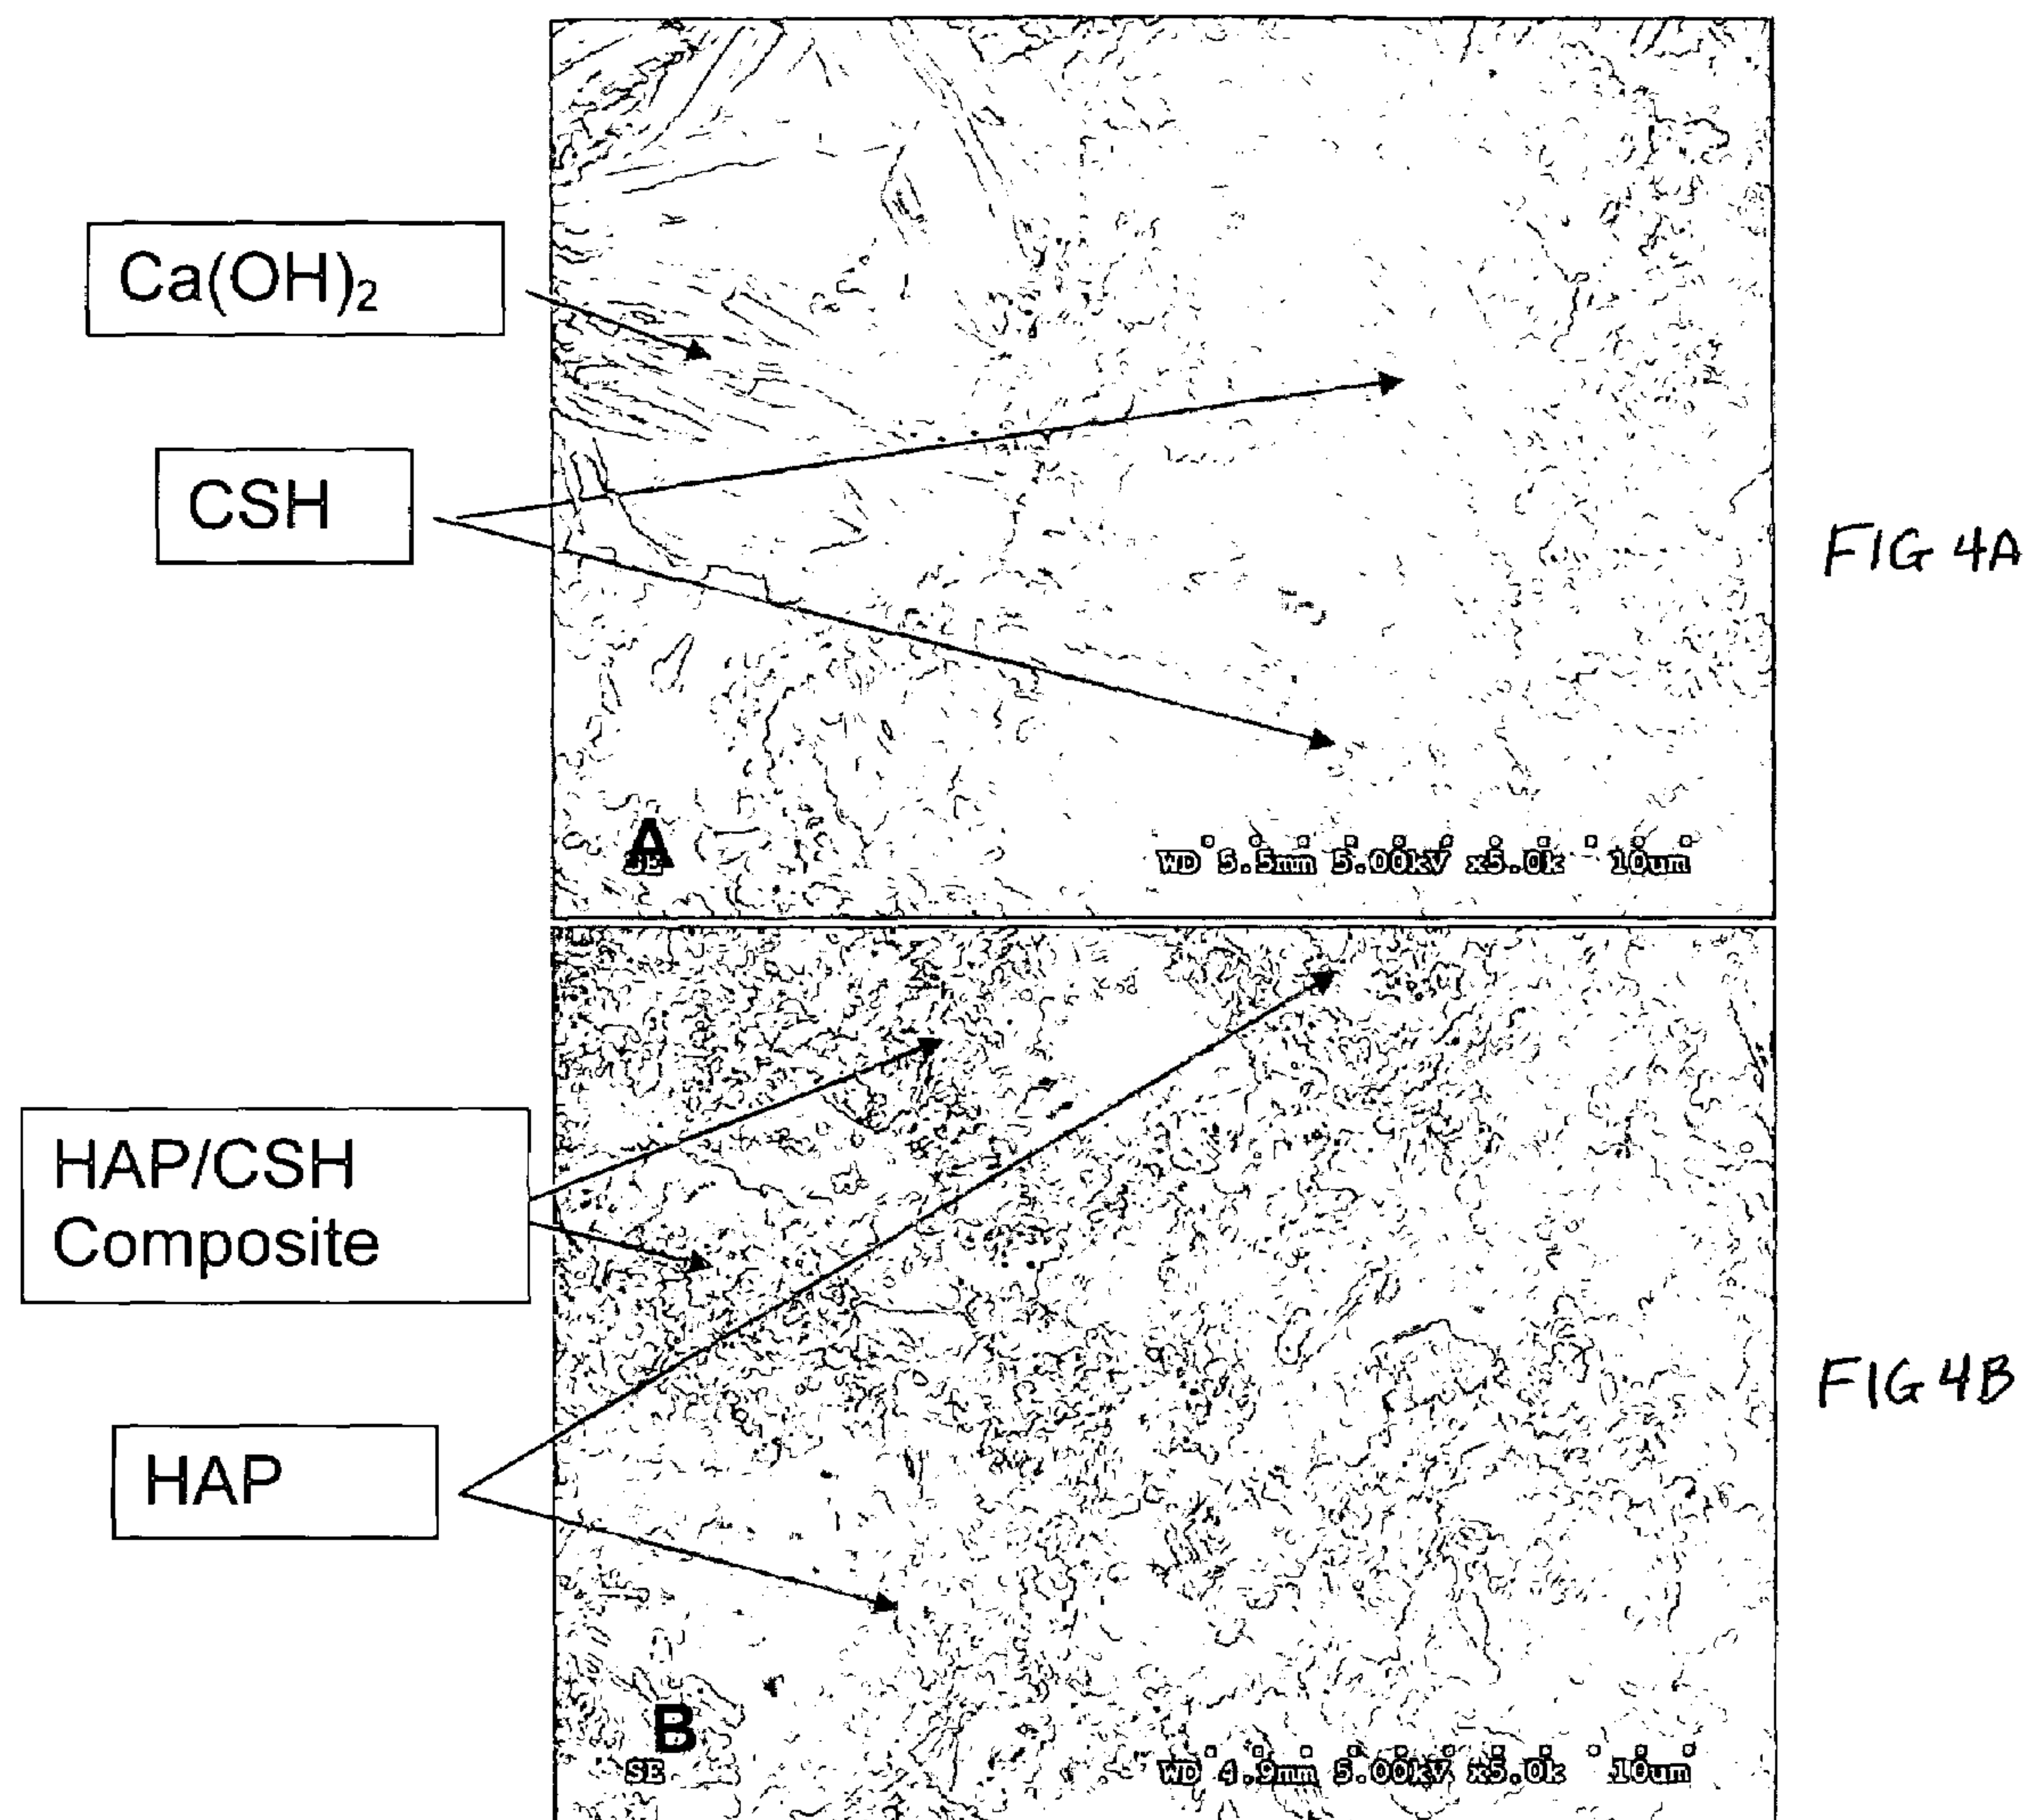 Ca(OH)₂
CSH
FIG 4A
A
SE
WD 5.5mm 5.00kV x5.0k 10um
HAP/CSH
Composite
FIG 4B
HAP
B
SE
WD 4.9mm 5.00kV x5.0k 10um